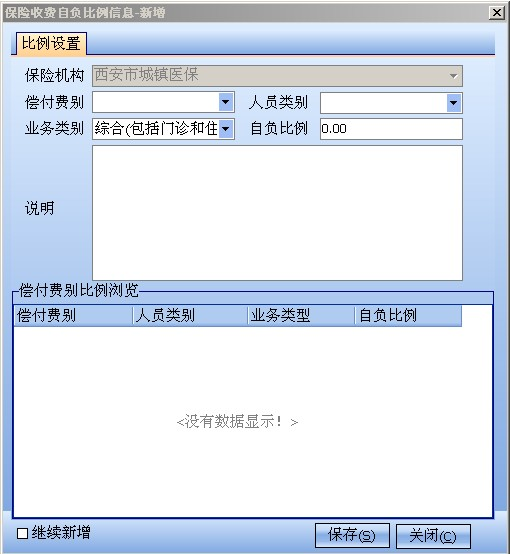 保险收费自负比例信息-新增
比例设置
保险机构 西安市城镇医保
偿付费别 人员类别
业务类别 综合(包括门诊和住 自负比例 0.00
说明
偿付费别比例浏览
偿付费别 人员类别 业务类型 自负比例
<没有数据显示！>
继续新增 保存(S) 关闭(C)